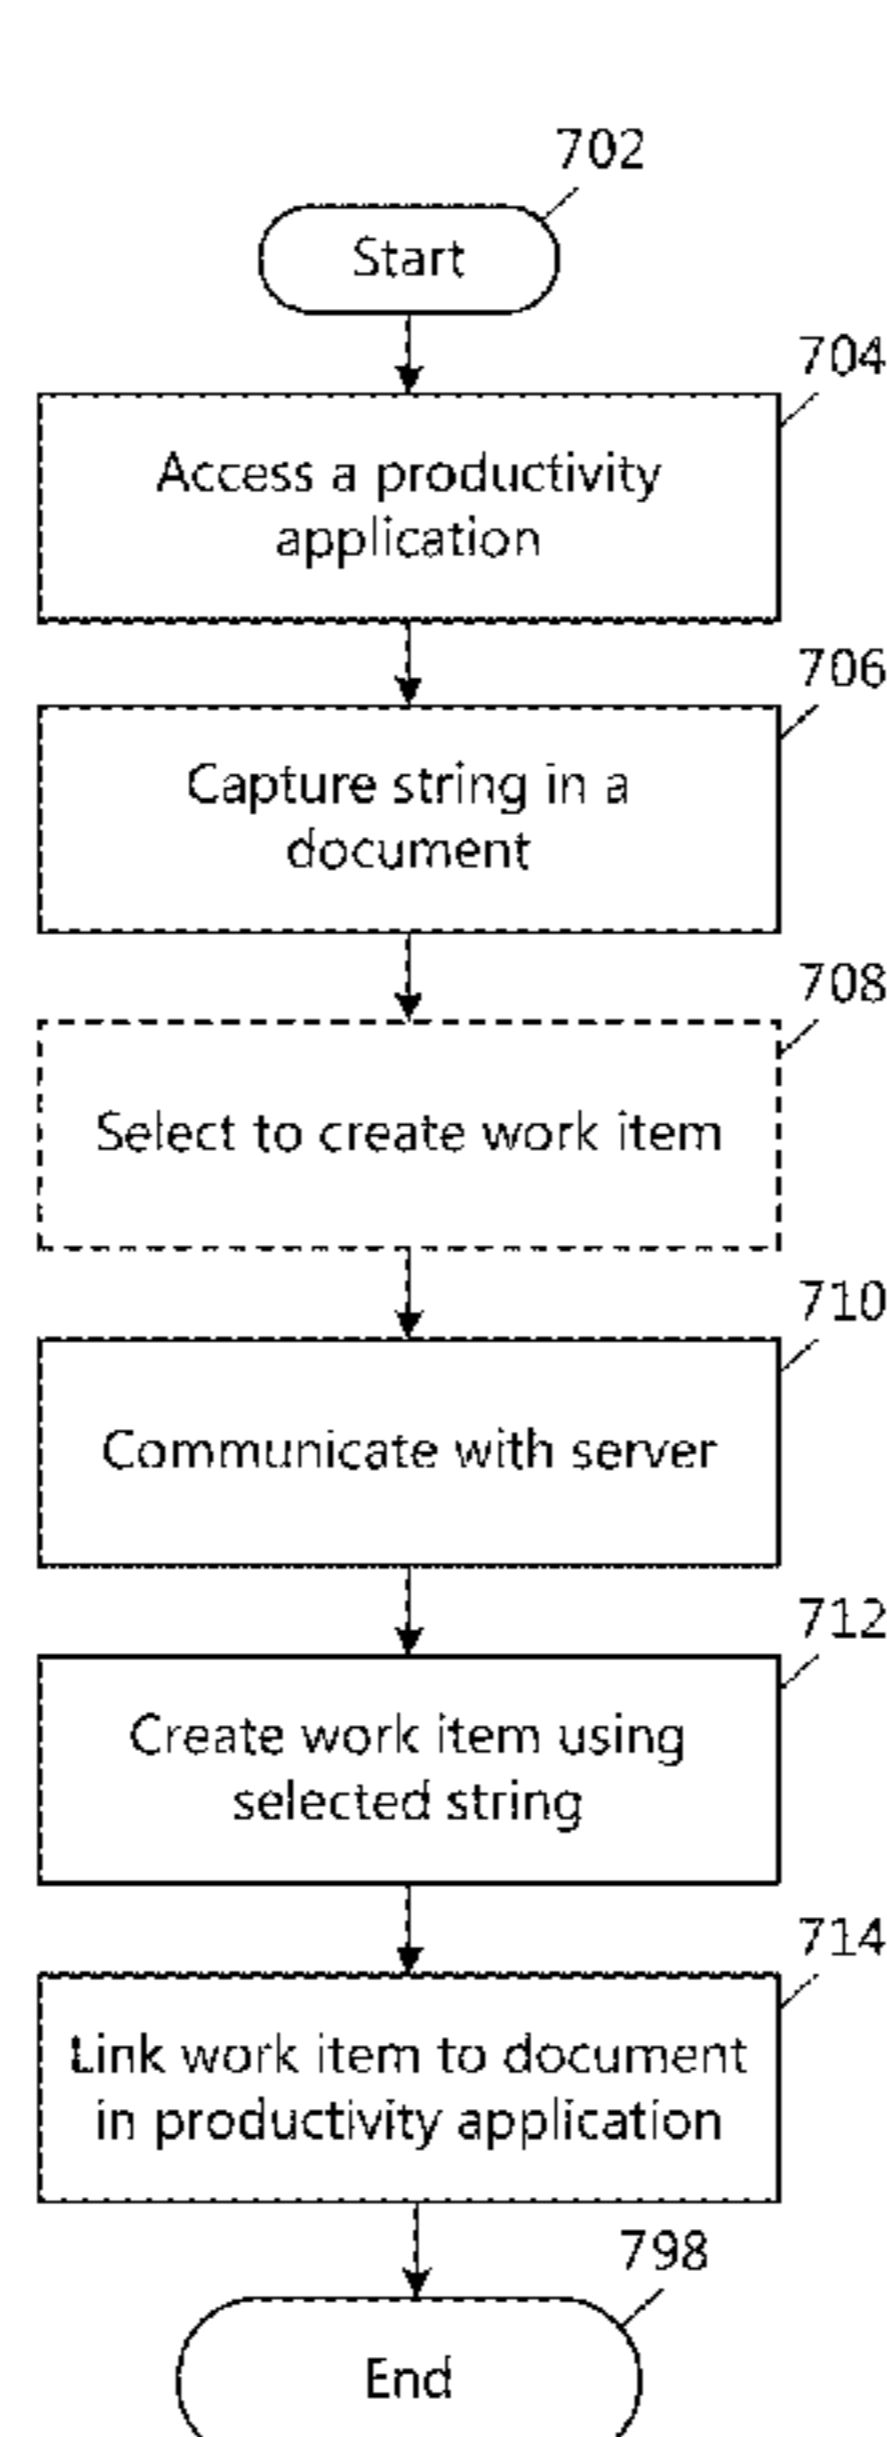 702
Start
704
Access a productivity
application
706
Capture string in a
document
708
Select to create work item
710
Communicate with server
712
Create work item using
selected string
714
Link work item to document
in productivity application
798
End